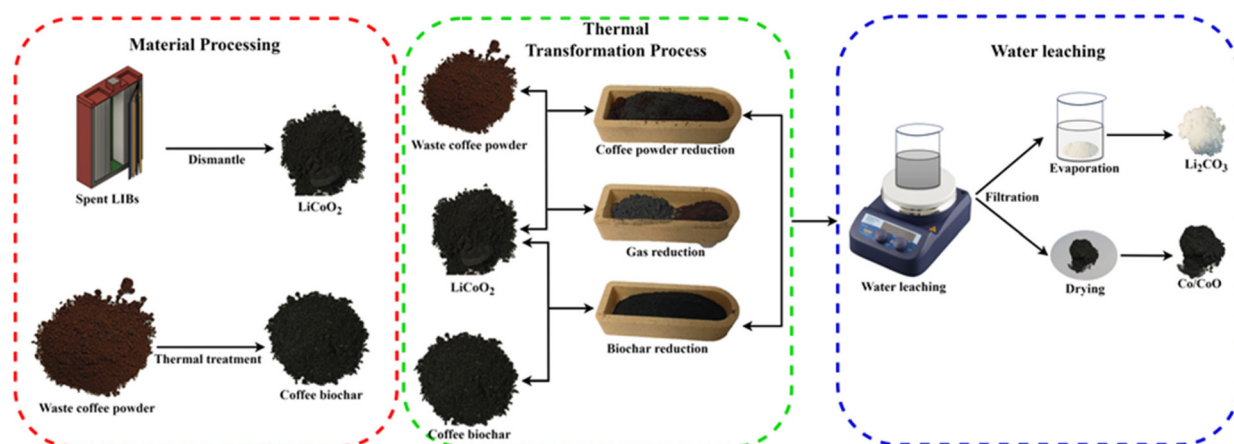 Material Processing
Spent LIBs
Dismantle
LiCoO₂
Waste coffee powder
Thermal treatment
Coffee biochar
Thermal
Transformation Process
Waste coffee powder
LiCoO₂
Coffee biochar
Coffee powder reduction
Gas reduction
Biochar reduction
Water leaching
Water leaching
Filtration
Evaporation
Li₂CO₃
Drying
Co/CoO